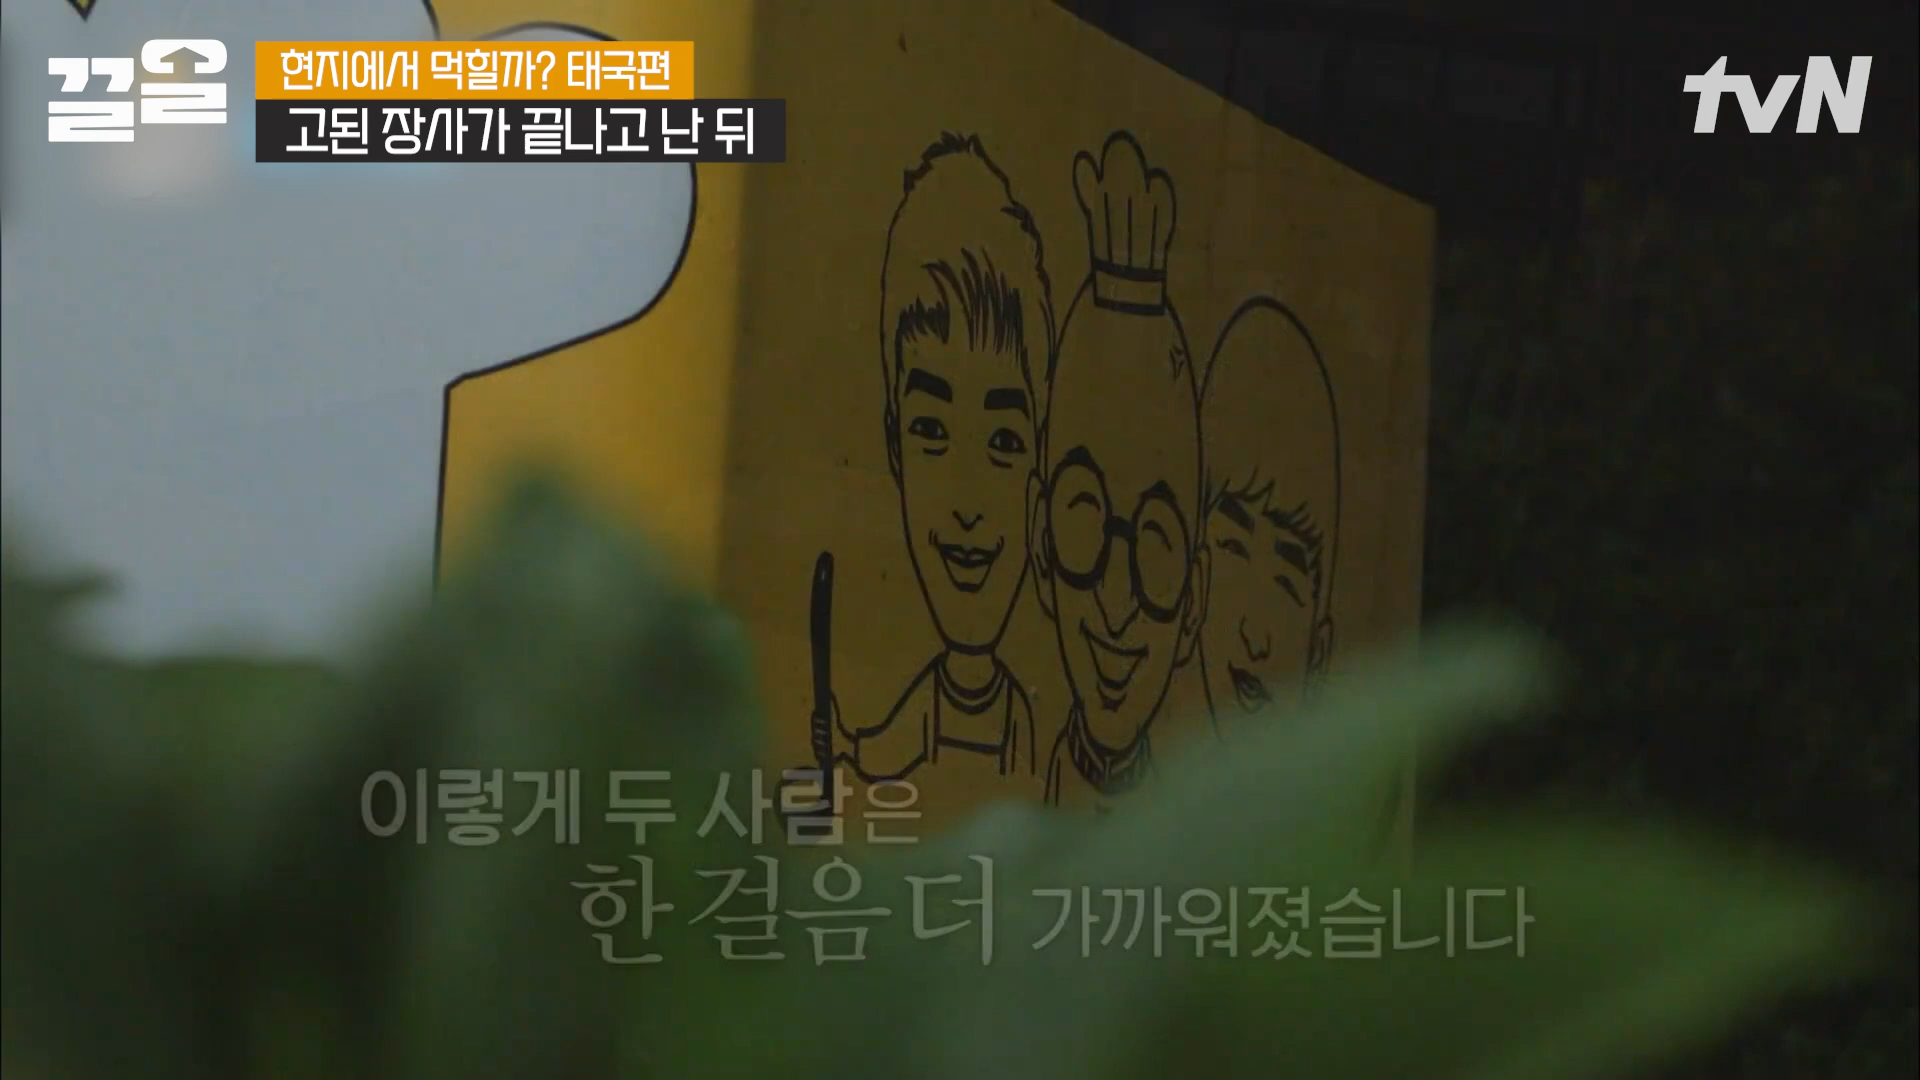 끌올
현지에서 먹힐까? 태국편
고된 장사가 끝나고 난 뒤
tvN
이렇게 두 사람은
한 걸음 더 가까워졌습니다